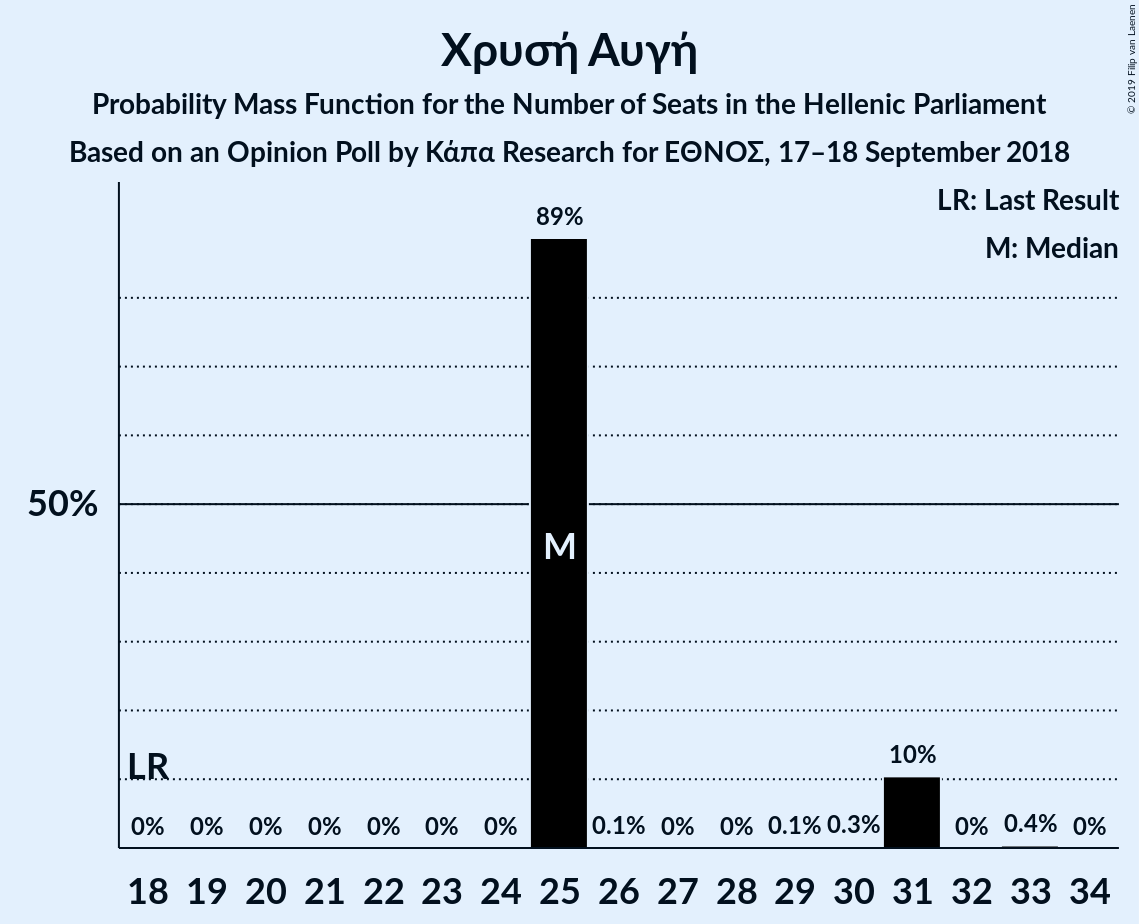 Χρυσή Αυγή
Probability Mass Function for the Number of Seats in the Hellenic Parliament
Based on an Opinion Poll by Κάπα Research for ΕΘΝΟΣ, 17–18 September 2018
© 2019 Filip van Laenen
LR: Last Result
M: Median
89%
50%
M
LR
10%
0% 0% 0% 0% 0% 0% 0% 0.1% 0% 0% 0.1% 0.3% 0% 0.4% 0%
18 19 20 21 22 23 24 25 26 27 28 29 30 31 32 33 34